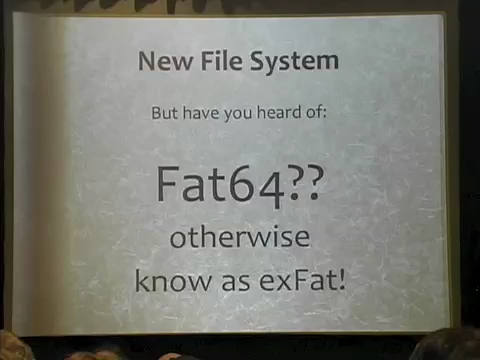 New File System
But have you heard of:
Fat64??
otherwise
know as exFat!